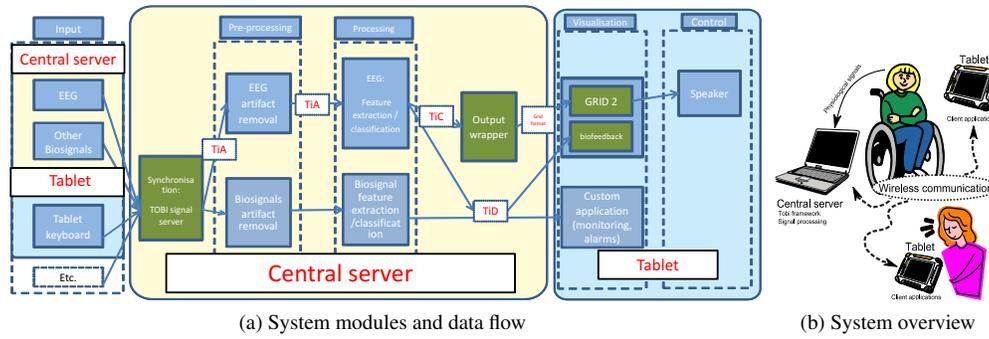 Input
Central server
EEG
Other
Biosignals
Tablet
Tablet
keyboard
Etc.
Synchronisa
tion:
TOBI signal
server
Pre-processing
EEG
artifact
removal
TiA
TiA
Biosignals
artifact
removal
Processing
EEG:
Feature
extraction /
classification
Biosignal
feature
extraction
/classificat
ion
TiC
TiD
Output
wrapper
Grid
format
Central server
Visualisation
GRID 2
biofeedback
Custom
application
(monitoring,
alarms)
Tablet
Control
Speaker
(a) System modules and data flow
Physiological signals
Tablet
Client applications
Wireless communication
Central server
Tobi framework
Signal processing
Tablet
Client applications
(b) System overview